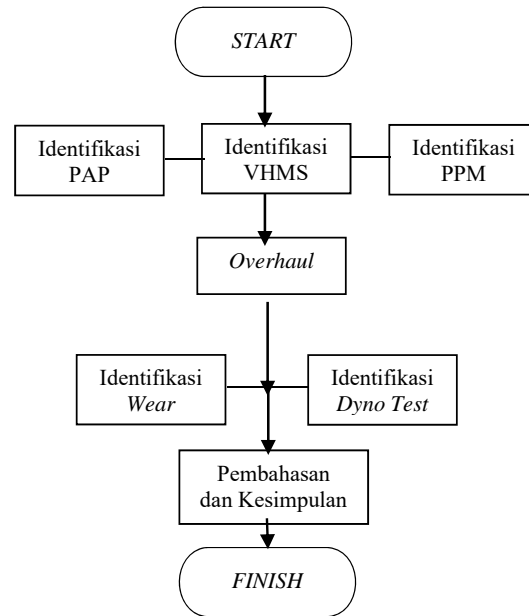 START
Identifikasi
PAP
Identifikasi
VHMS
Identifikasi
PPM
Overhaul
Identifikasi
Wear
Identifikasi
Dyno Test
Pembahasan
dan Kesimpulan
FINISH